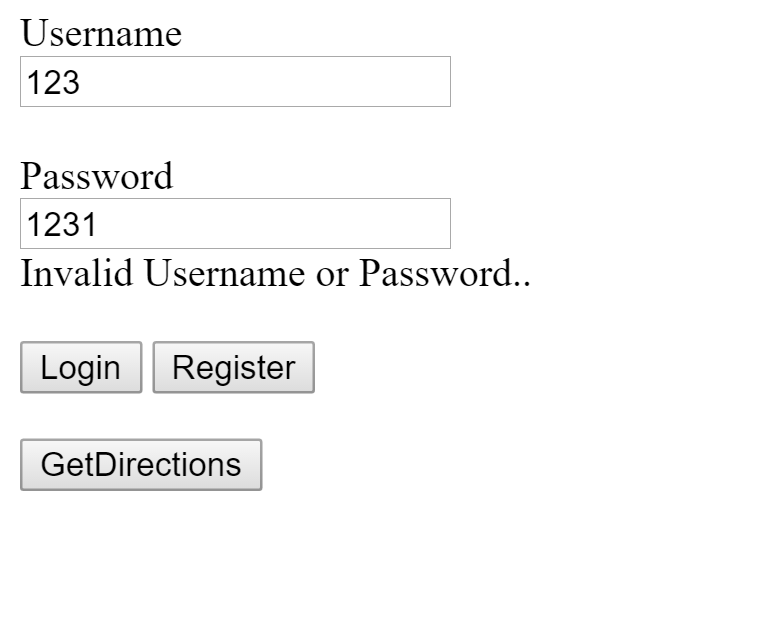 Username
123
Password
1231
Invalid Username or Password..
Login Register
GetDirections